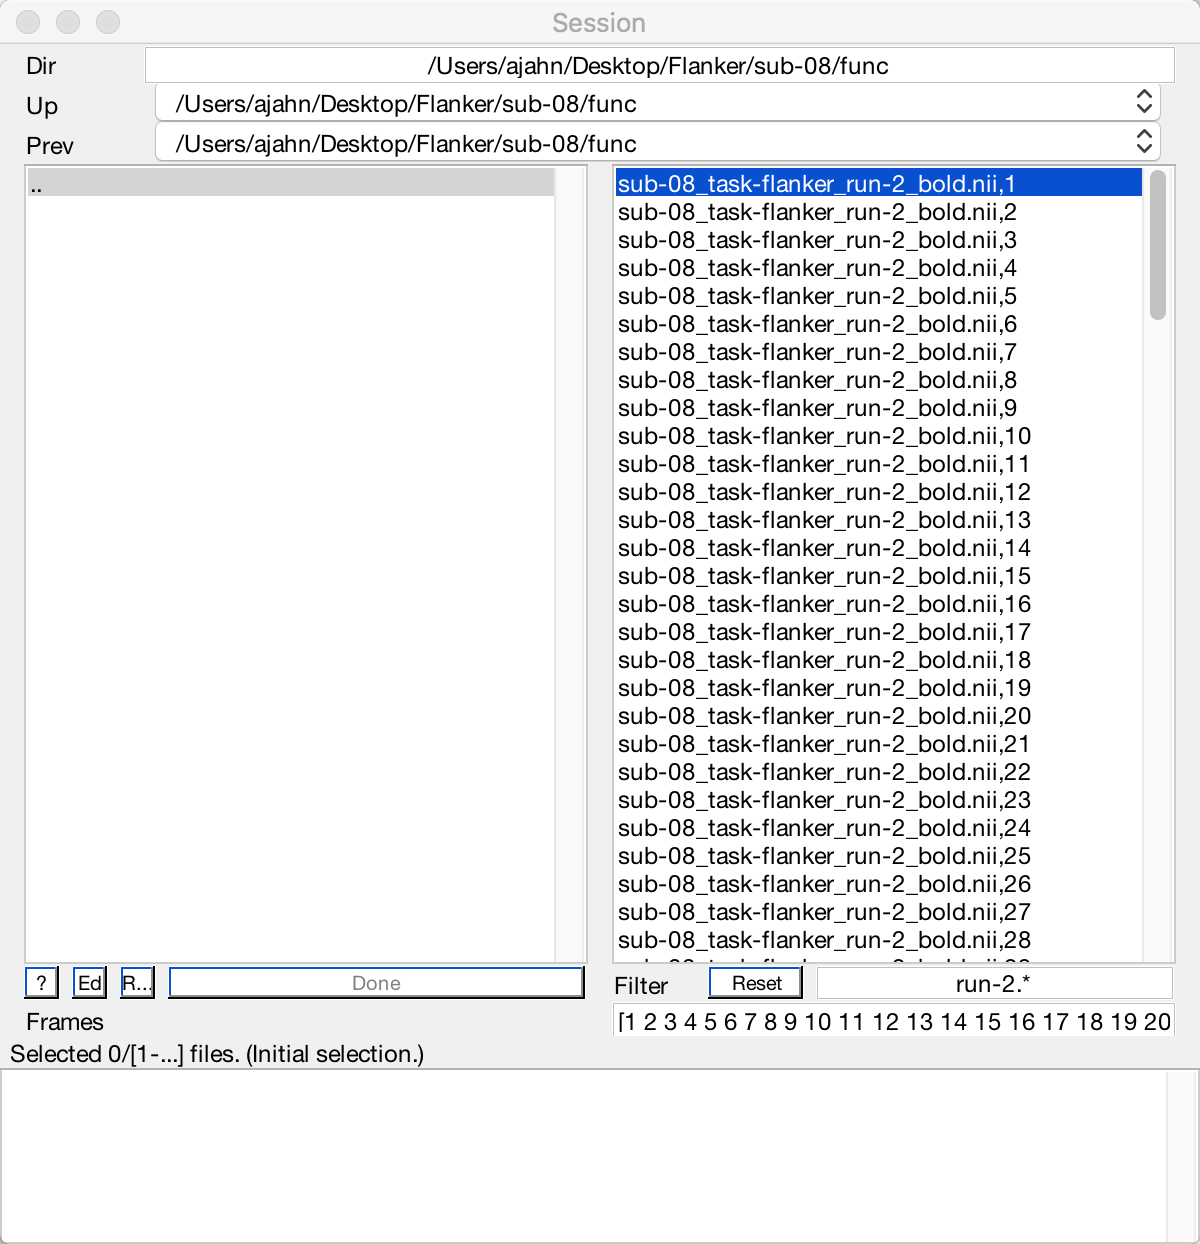 Session
Dir /Users/ajahn/Desktop/Flanker/sub-08/func
Up /Users/ajahn/Desktop/Flanker/sub-08/func
Prev /Users/ajahn/Desktop/Flanker/sub-08/func
..
sub-08_task-flanker_run-2_bold.nii,1
sub-08_task-flanker_run-2_bold.nii,2
sub-08_task-flanker_run-2_bold.nii,3
sub-08_task-flanker_run-2_bold.nii,4
sub-08_task-flanker_run-2_bold.nii,5
sub-08_task-flanker_run-2_bold.nii,6
sub-08_task-flanker_run-2_bold.nii,7
sub-08_task-flanker_run-2_bold.nii,8
sub-08_task-flanker_run-2_bold.nii,9
sub-08_task-flanker_run-2_bold.nii,10
sub-08_task-flanker_run-2_bold.nii,11
sub-08_task-flanker_run-2_bold.nii,12
sub-08_task-flanker_run-2_bold.nii,13
sub-08_task-flanker_run-2_bold.nii,14
sub-08_task-flanker_run-2_bold.nii,15
sub-08_task-flanker_run-2_bold.nii,16
sub-08_task-flanker_run-2_bold.nii,17
sub-08_task-flanker_run-2_bold.nii,18
sub-08_task-flanker_run-2_bold.nii,19
sub-08_task-flanker_run-2_bold.nii,20
sub-08_task-flanker_run-2_bold.nii,21
sub-08_task-flanker_run-2_bold.nii,22
sub-08_task-flanker_run-2_bold.nii,23
sub-08_task-flanker_run-2_bold.nii,24
sub-08_task-flanker_run-2_bold.nii,25
sub-08_task-flanker_run-2_bold.nii,26
sub-08_task-flanker_run-2_bold.nii,27
sub-08_task-flanker_run-2_bold.nii,28
? Ed R... Done Filter Reset run-2.*
Frames [1 2 3 4 5 6 7 8 9 10 11 12 13 14 15 16 17 18 19 20
Selected 0/[1-...] files. (Initial selection.)